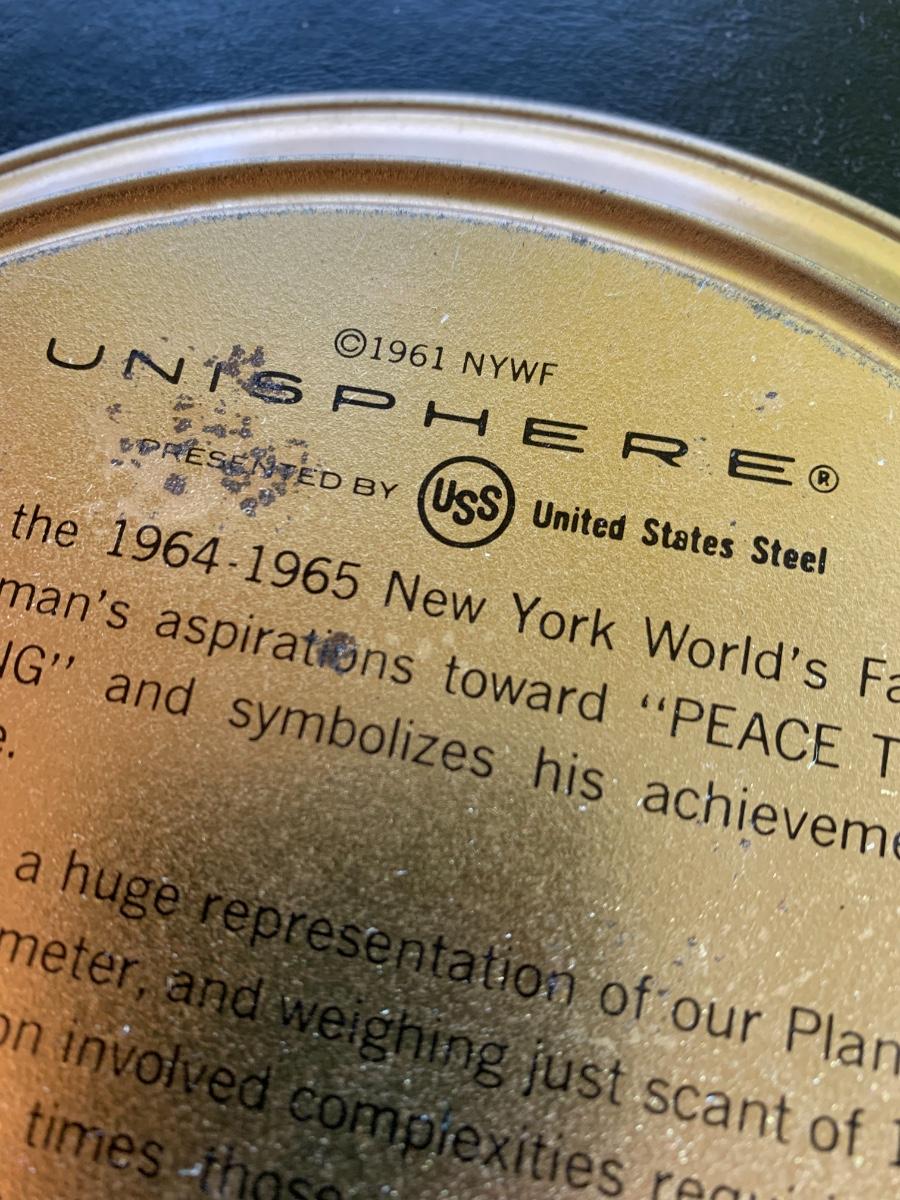 ©1961 NYWF
UNISPHERE®
PRESENTED BY USS United States Steel
the 1964-1965 New York World's Fa
man's aspirations toward “PEACE T
NG” and symbolizes his achieveme
e.
a huge representation of our Plan
meter, and weighing just scant of 1
on involved complexities requi
times those